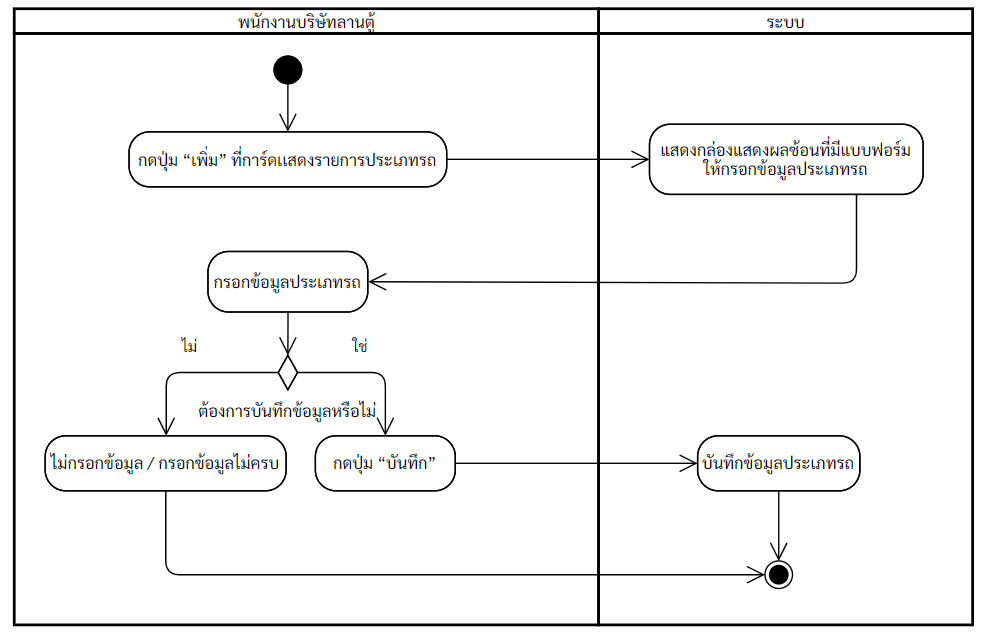 พนักงานบริษัทลานตู้
ระบบ
กดปุ่ม “เพิ่ม” ที่การ์ดแสดงรายการประเภทรถ
แสดงกล่องแสดงผลซ้อนที่มีแบบฟอร์ม
ให้กรอกข้อมูลประเภทรถ
กรอกข้อมูลประเภทรถ
ไม่
ใช่
ต้องการบันทึกข้อมูลหรือไม่
ไม่กรอกข้อมูล / กรอกข้อมูลไม่ครบ
กดปุ่ม “บันทึก”
บันทึกข้อมูลประเภทรถ